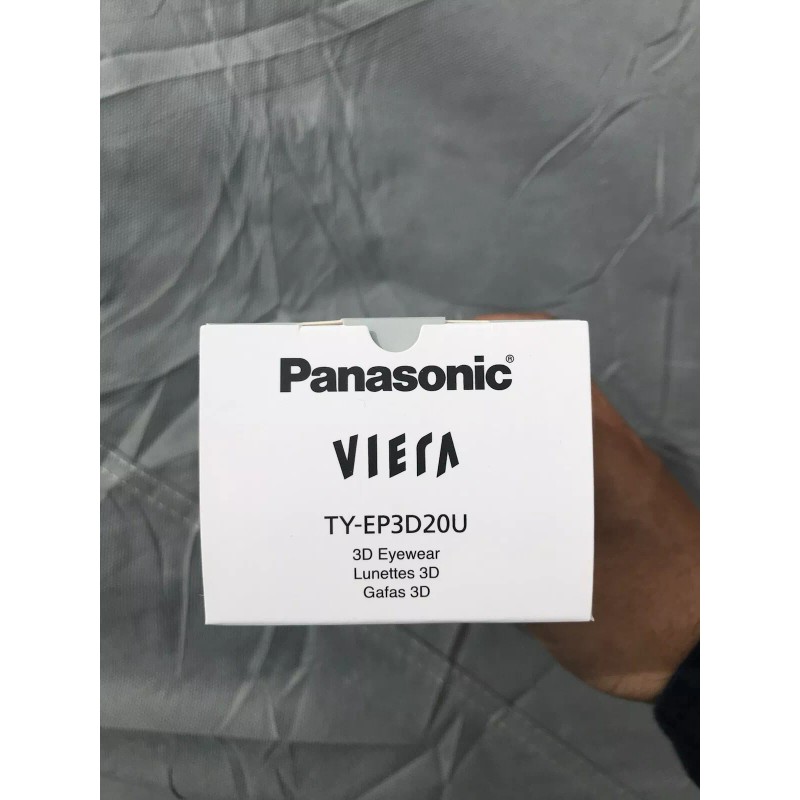 Panasonic®
VIERA
TY-EP3D20U
3D Eyewear
Lunettes 3D
Gafas 3D